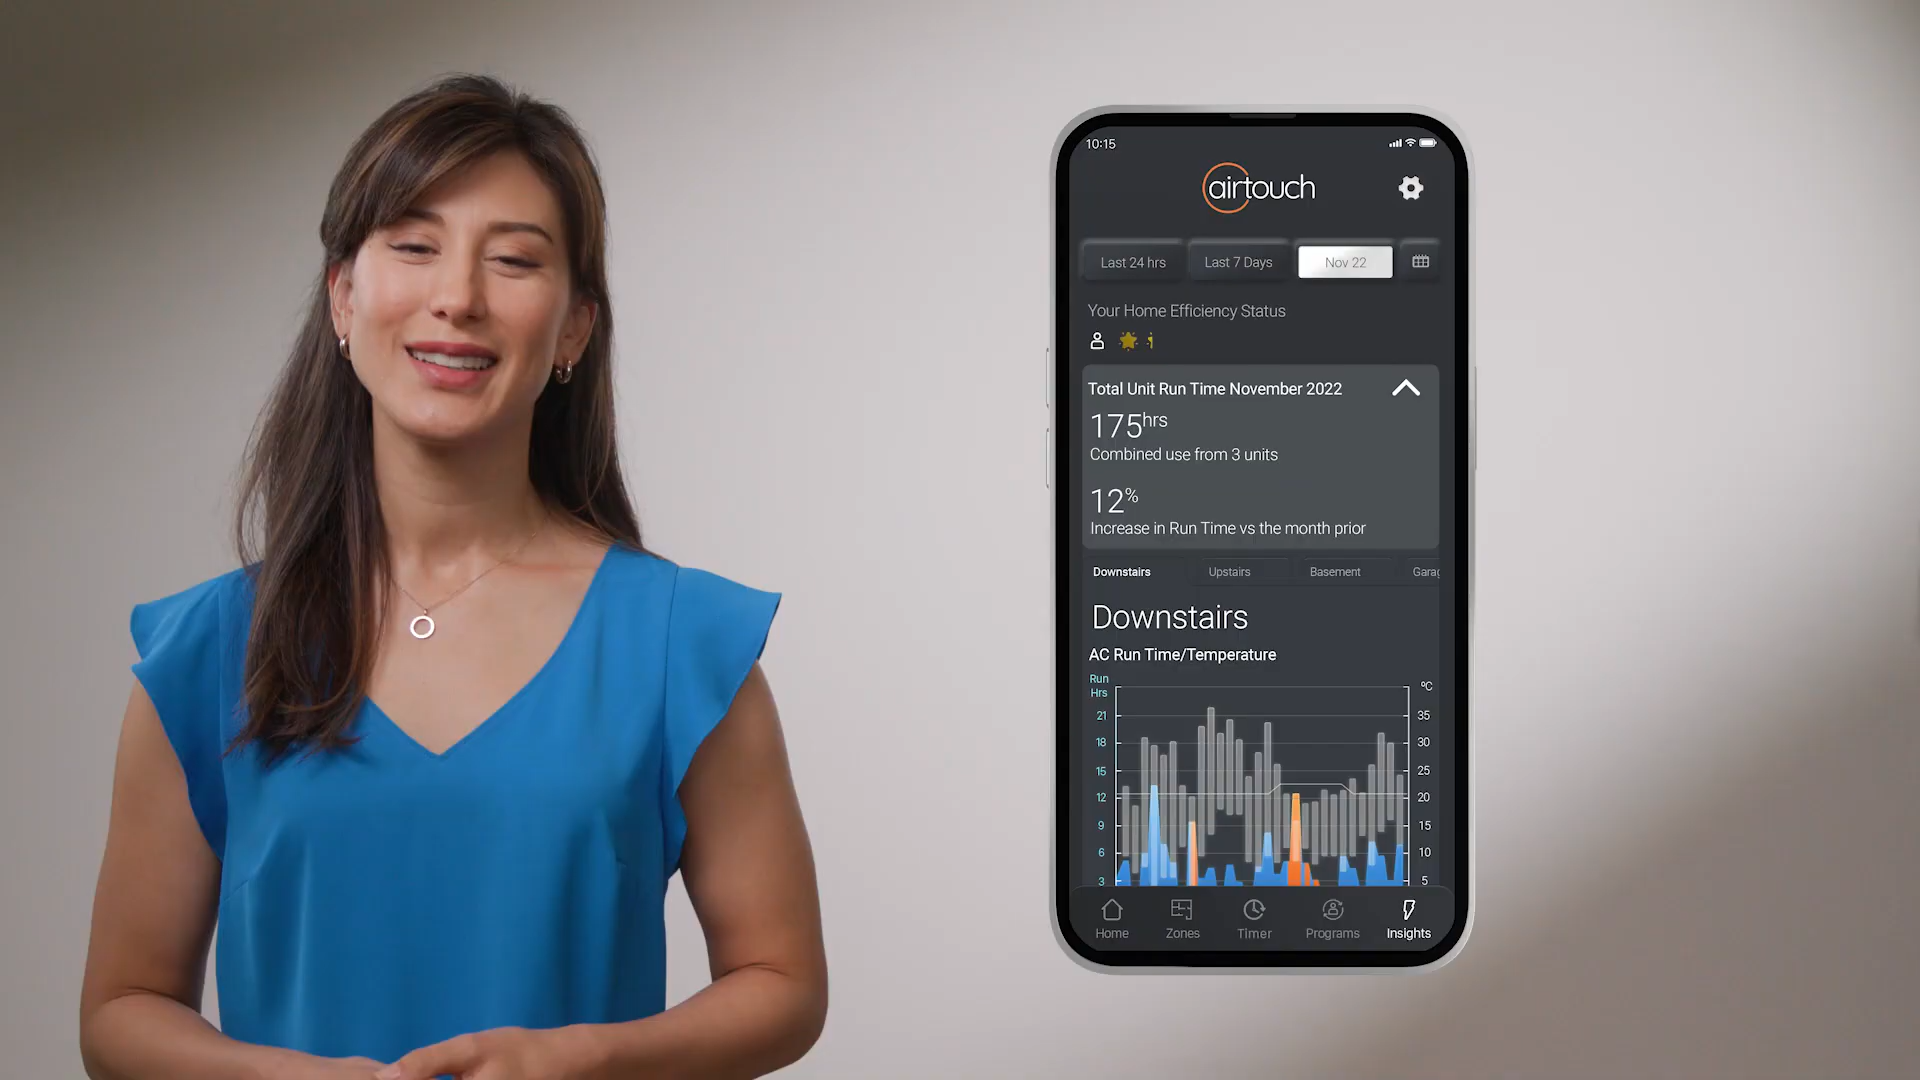 10:15
airtouch
Last 24 hrs
Last 7 Days
Nov 22
Your Home Efficiency Status
Total Unit Run Time November 2022
175hrs
Combined use from 3 units
12%
Increase in Run Time vs the month prior
Downstairs
Upstairs
Basement
Garag
Downstairs
AC Run Time/Temperature
Run
Hrs
°C
21
35
18
30
15
25
12
20
9
15
6
10
3
5
Home
Zones
Timer
Programs
Insights